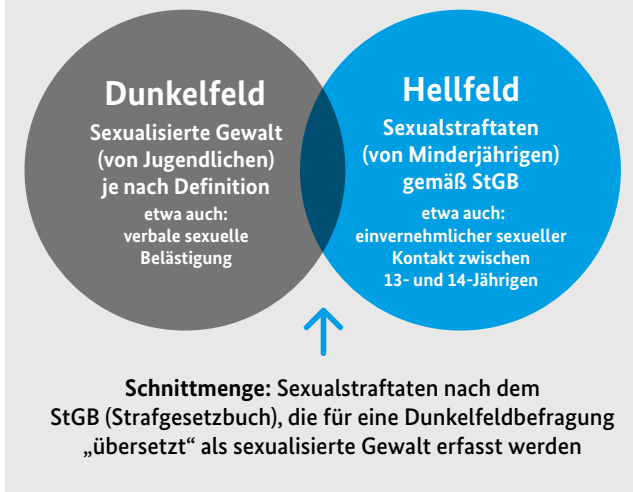 Dunkelfeld
Sexualisierte Gewalt
(von Jugendlichen)
je nach Definition
etwa auch:
verbale sexuelle
Belästigung
Hellfeld
Sexualstraftaten
(von Minderjährigen)
gemäß StGB
etwa auch:
einvernehmlicher sexueller
Kontakt zwischen
13- und 14-Jährigen
Schnittmenge: Sexualstraftaten nach dem
StGB (Strafgesetzbuch), die für eine Dunkelfeldbefragung
„übersetzt“ als sexualisierte Gewalt erfasst werden